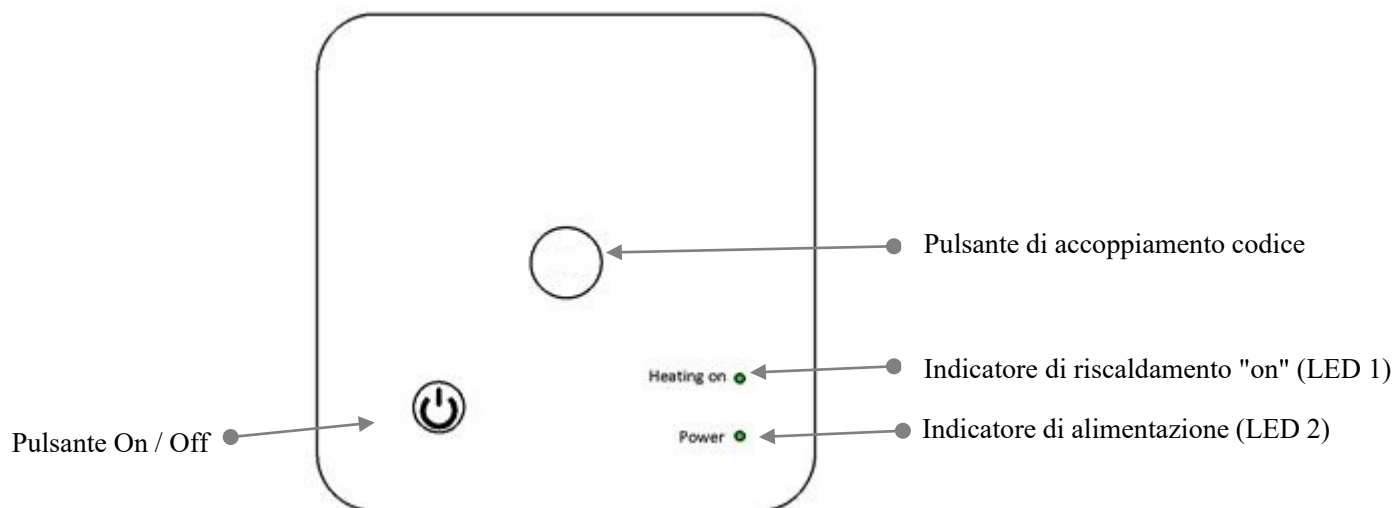 Pulsante di accoppiamento codice
Heating on
Indicatore di riscaldamento "on" (LED 1)
Pulsante On / Off
Power
Indicatore di alimentazione (LED 2)